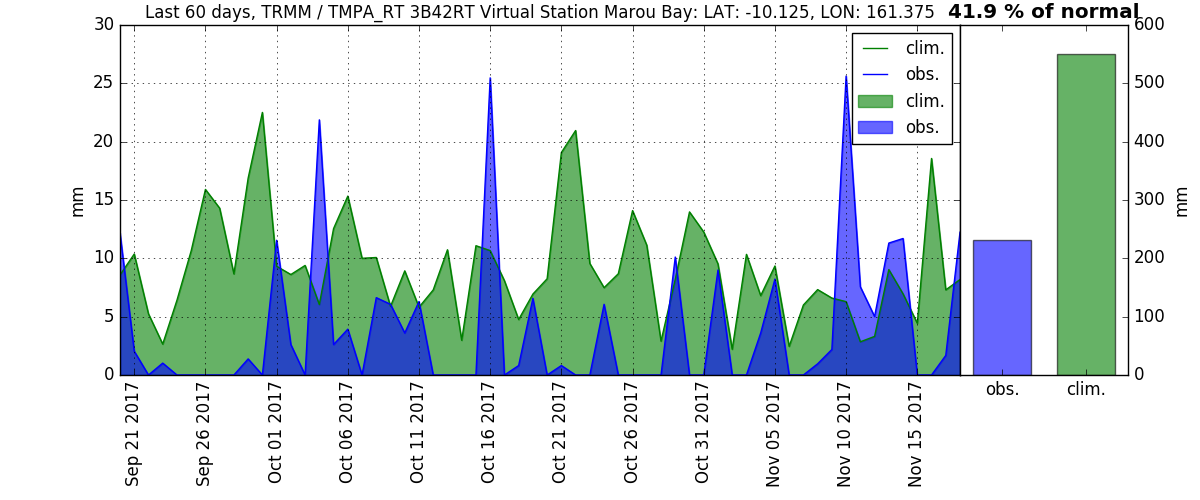 Last 60 days, TRMM / TMPA_RT 3B42RT Virtual Station Marou Bay: LAT: -10.125, LON: 161.375 41.9 % of normal
mm
30
25
20
15
10
5
0
clim.
obs.
clim.
obs.
600
500
400
300
200
100
0
mm
Sep 21 2017
Sep 26 2017
Oct 01 2017
Oct 06 2017
Oct 11 2017
Oct 16 2017
Oct 21 2017
Oct 26 2017
Oct 31 2017
Nov 05 2017
Nov 10 2017
Nov 15 2017
obs.
clim.